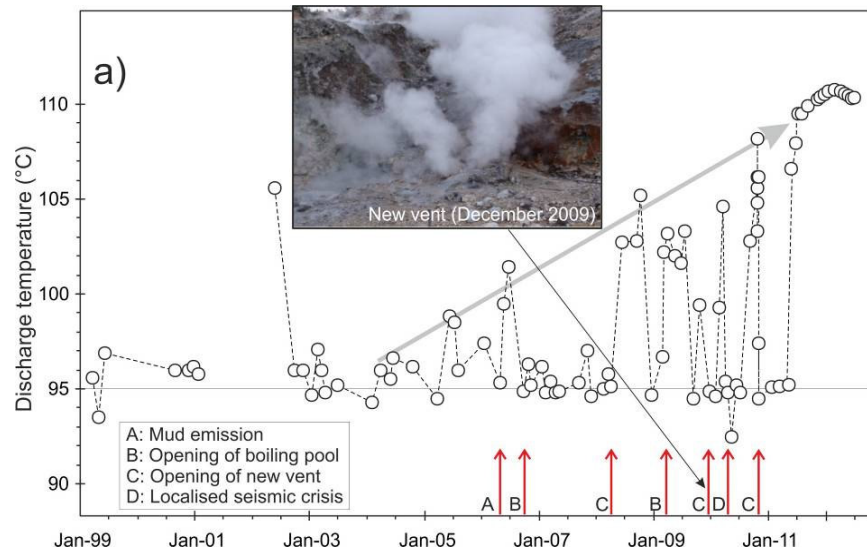 a)
Discharge temperature (°C)
110
105
100
95
90
New vent (December 2009)
A: Mud emission
B: Opening of boiling pool
C: Opening of new vent
D: Localised seismic crisis
A B C B C D C
Jan-99 Jan-01 Jan-03 Jan-05 Jan-07 Jan-09 Jan-11